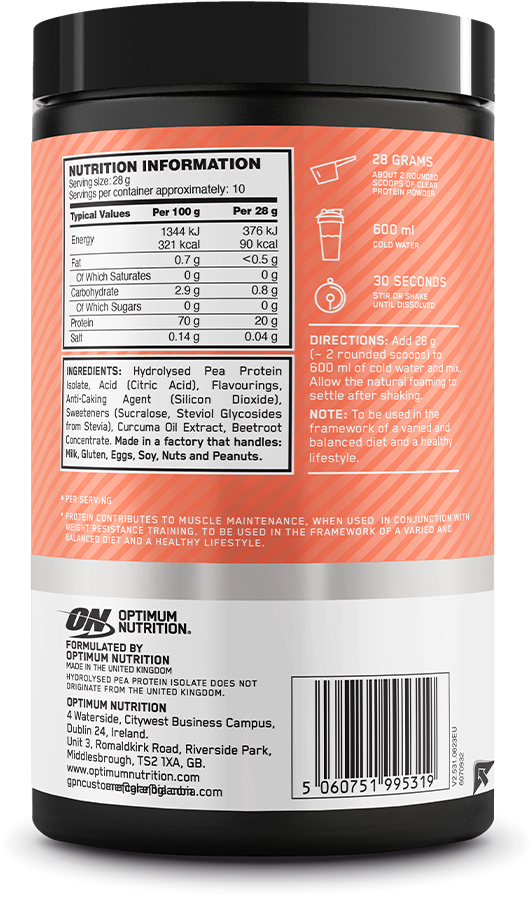 NUTRITION INFORMATION
Serving size: 28 g
Servings per container approximately: 10
Typical Values Per 100 g Per 28 g
Energy 1344 kJ 376 kJ
321 kcal 90 kcal
Fat 0.7 g <0.5 g
Of Which Saturates 0 g 0 g
Carbohydrate 2.9 g 0.8 g
Of Which Sugars 0 g 0 g
Protein 70 g 20 g
Salt 0.14 g 0.04 g
INGREDIENTS: Hydrolysed Pea Protein
Isolate, Acid (Citric Acid), Flavourings,
Anti-Caking Agent (Silicon Dioxide),
Sweeteners (Sucralose, Steviol Glycosides
from Stevia), Curcuma Oil Extract, Beetroot
Concentrate. Made in a factory that handles:
Milk, Gluten, Eggs, Soy, Nuts and Peanuts.
28 GRAMS
ABOUT 2 ROUNDED
SCOOPS OF CLEAR
PROTEIN POWDER
600 ml
COLD WATER
30 SECONDS
STIR OR SHAKE
UNTIL DISSOLVED
DIRECTIONS: Add 28 g
(~ 2 rounded scoops) to
600 ml of cold water and mix.
Allow the natural foaming to
settle after shaking.
NOTE: To be used in the
framework of a varied and
balanced diet and a healthy
lifestyle.
PER SERVING
* PROTEIN CONTRIBUTES TO MUSCLE MAINTENANCE, WHEN USED IN CONJUNCTION WITH
WEIGHT RESISTANCE TRAINING. TO BE USED IN THE FRAMEWORK OF A VARIED AND
BALANCED DIET AND A HEALTHY LIFESTYLE.
ON OPTIMUM
NUTRITION®
FORMULATED BY
OPTIMUM NUTRITION
MADE IN THE UNITED KINGDOM
HYDROLYSED PEA PROTEIN ISOLATE DOES NOT
ORIGINATE FROM THE UNITED KINGDOM.
OPTIMUM NUTRITION
4 Waterside, Citywest Business Campus,
Dublin 24, Ireland.
Unit 3, Romaldkirk Road, Riverside Park,
Middlesbrough, TS2 1XA, GB.
www.optimumnutrition.com
5 060751 995319
V2.531 0623EU
6070932